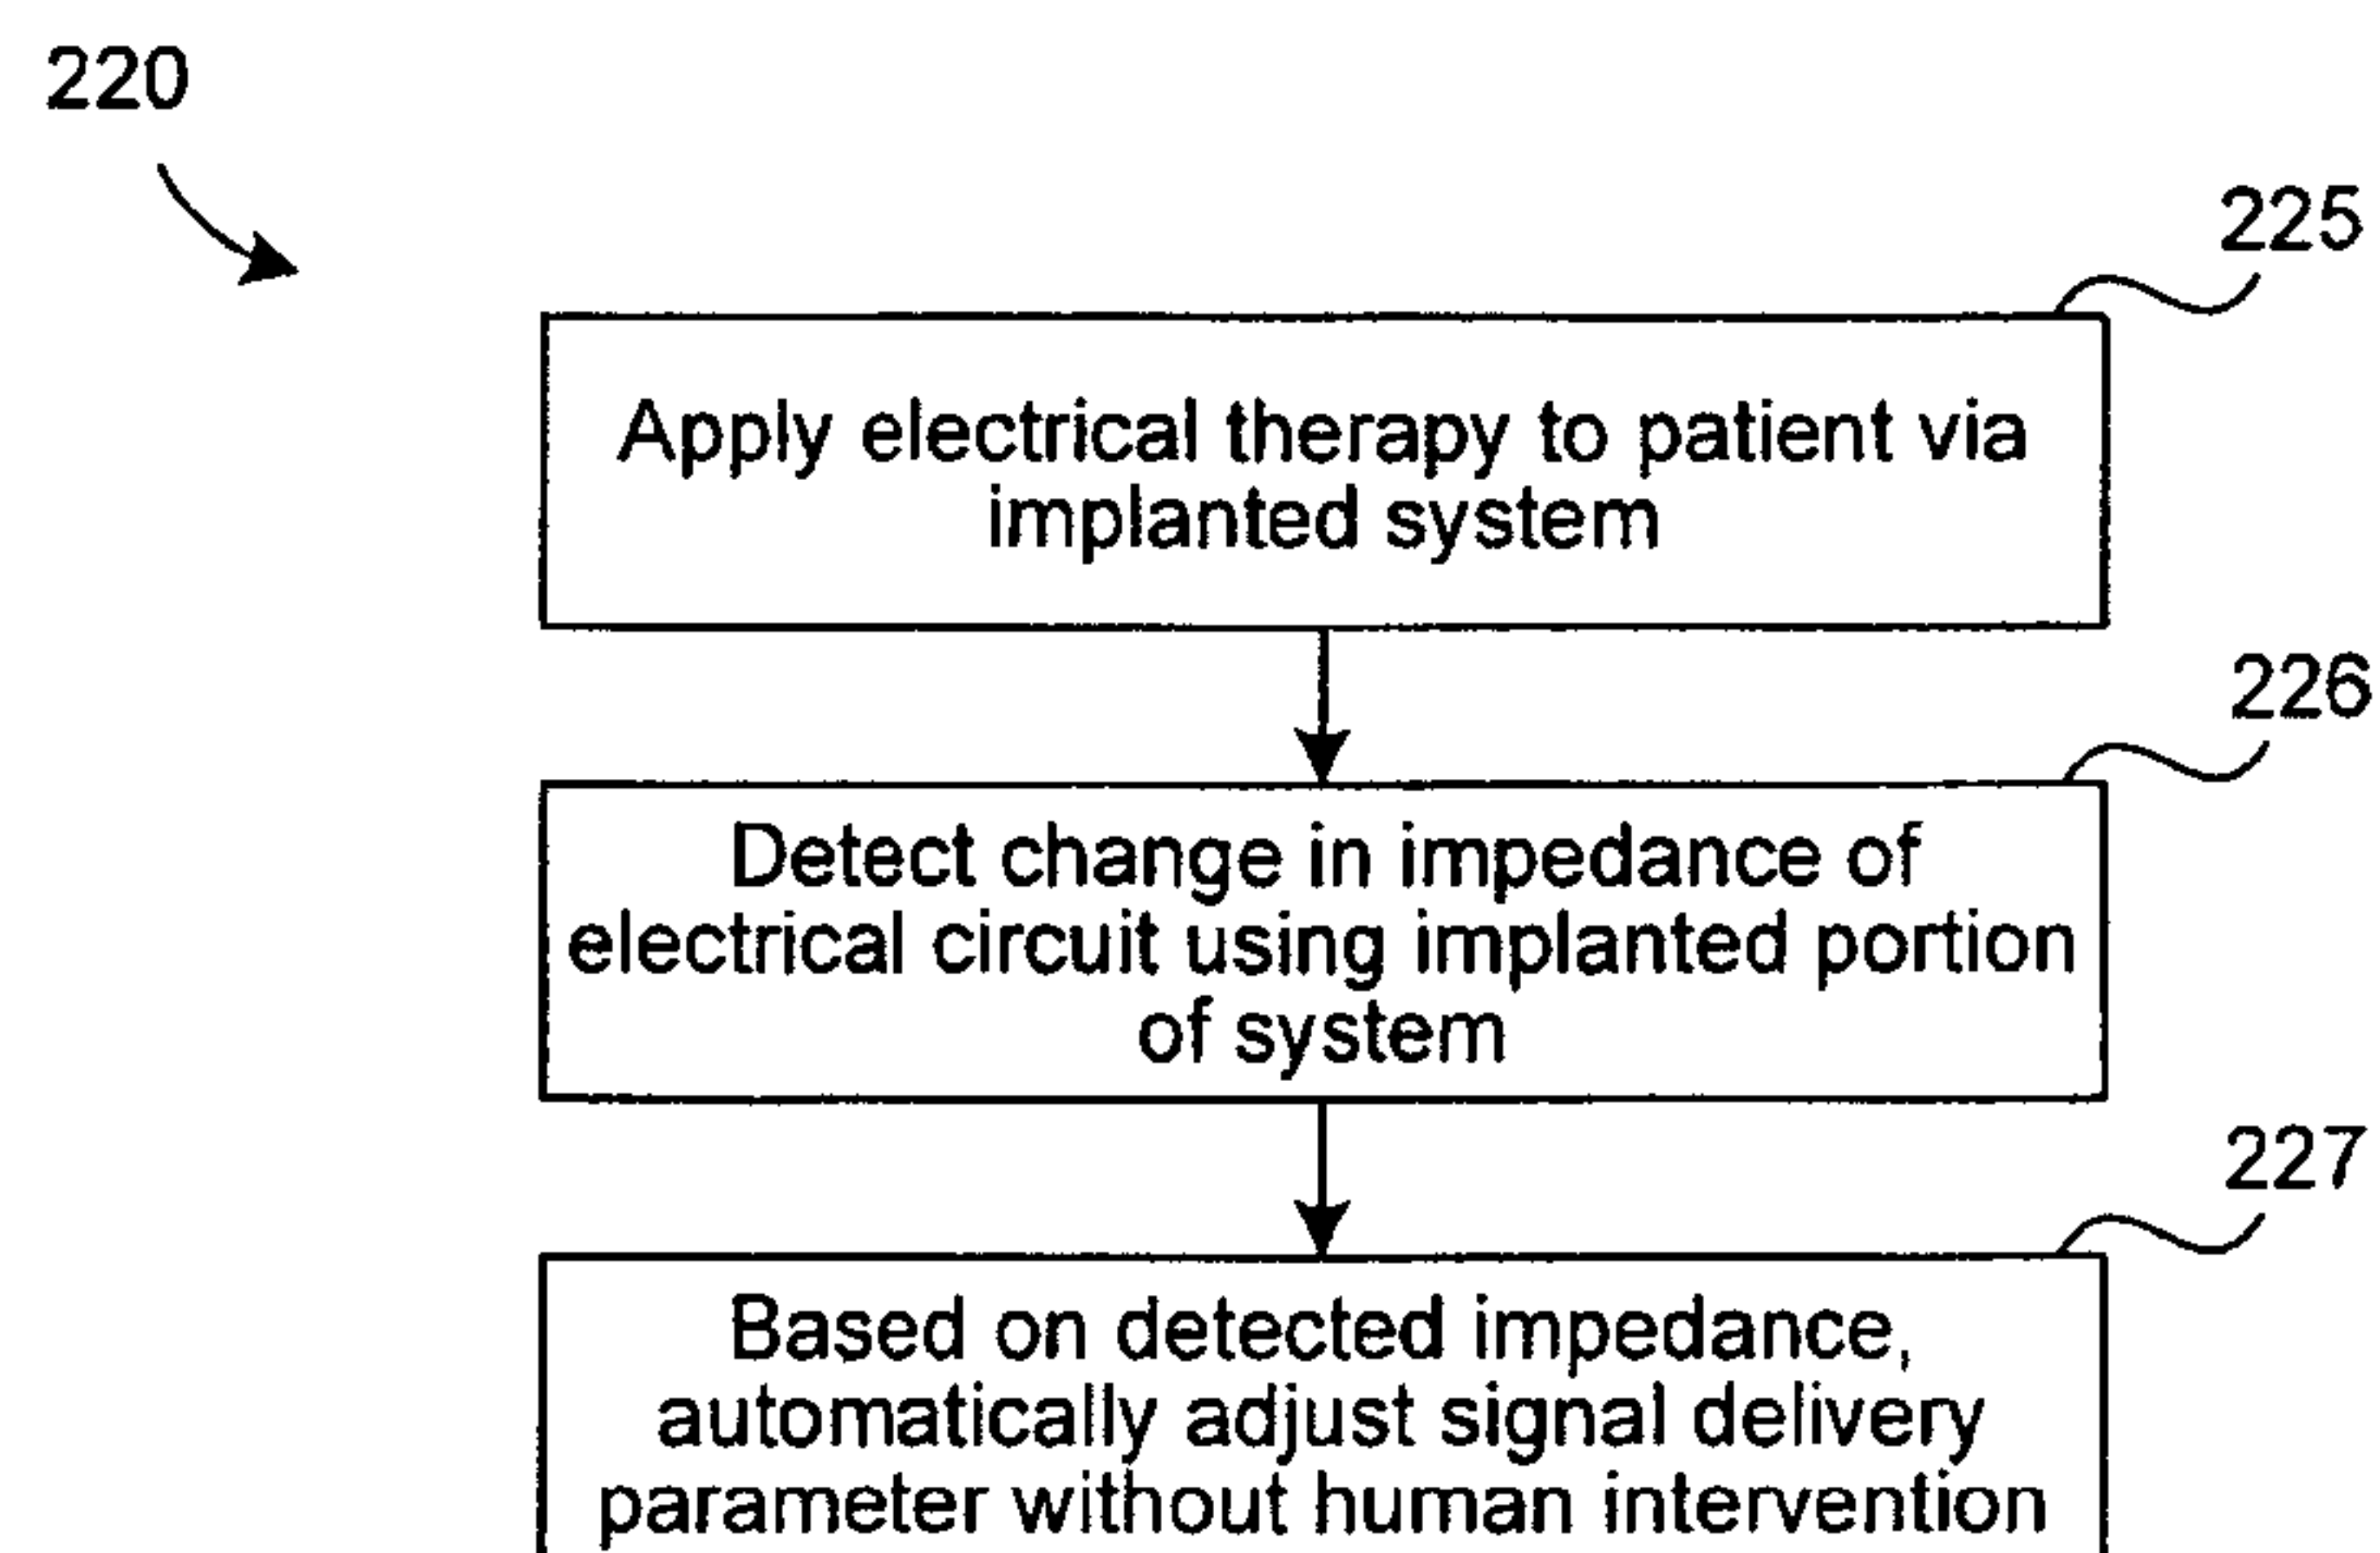 220
225
Apply electrical therapy to patient via
implanted system
226
Detect change in impedance of
electrical circuit using implanted portion
of system
227
Based on detected impedance,
automatically adjust signal delivery
parameter without human intervention